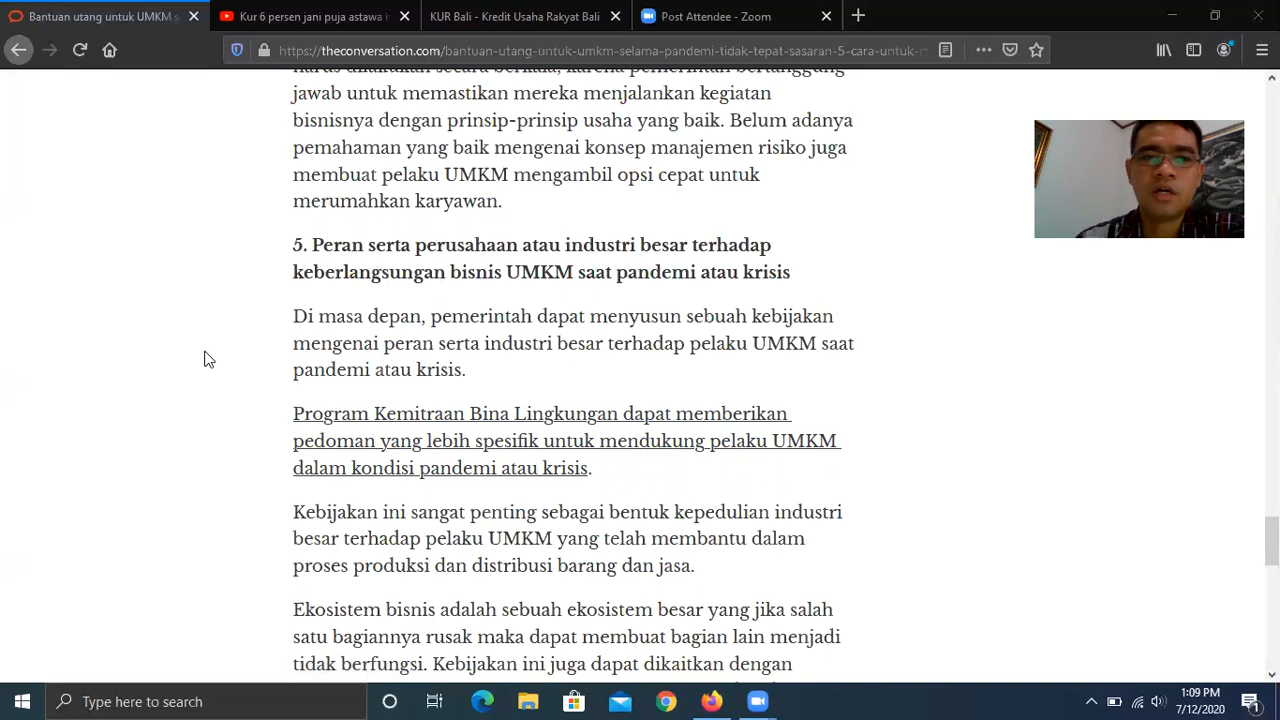 Bantuan utang untuk UMKM s
Kur 6 persen jani puja astawa
KUR Bali - Kredit Usaha Rakyat Bali
Post Attendee - Zoom
https://theconversation.com/bantuan-utang-untuk-umkm-selama-pandemi-tidak-tepat-sasaran-5-cara-untuk-m
harus dilakukan secara berkala, karena pemerintah bertanggung
jawab untuk memastikan mereka menjalankan kegiatan
bisnisnya dengan prinsip-prinsip usaha yang baik. Belum adanya
pemahaman yang baik mengenai konsep manajemen risiko juga
membuat pelaku UMKM mengambil opsi cepat untuk
merumahkan karyawan.
5. Peran serta perusahaan atau industri besar terhadap
keberlangsungan bisnis UMKM saat pandemi atau krisis
Di masa depan, pemerintah dapat menyusun sebuah kebijakan
mengenai peran serta industri besar terhadap pelaku UMKM saat
pandemi atau krisis.
Program Kemitraan Bina Lingkungan dapat memberikan
pedoman yang lebih spesifik untuk mendukung pelaku UMKM
dalam kondisi pandemi atau krisis.
Kebijakan ini sangat penting sebagai bentuk kepedulian industri
besar terhadap pelaku UMKM yang telah membantu dalam
proses produksi dan distribusi barang dan jasa.
Ekosistem bisnis adalah sebuah ekosistem besar yang jika salah
satu bagiannya rusak maka dapat membuat bagian lain menjadi
tidak berfungsi. Kebijakan ini juga dapat dikaitkan dengan
Type here to search
1:09 PM
7/12/2020
1